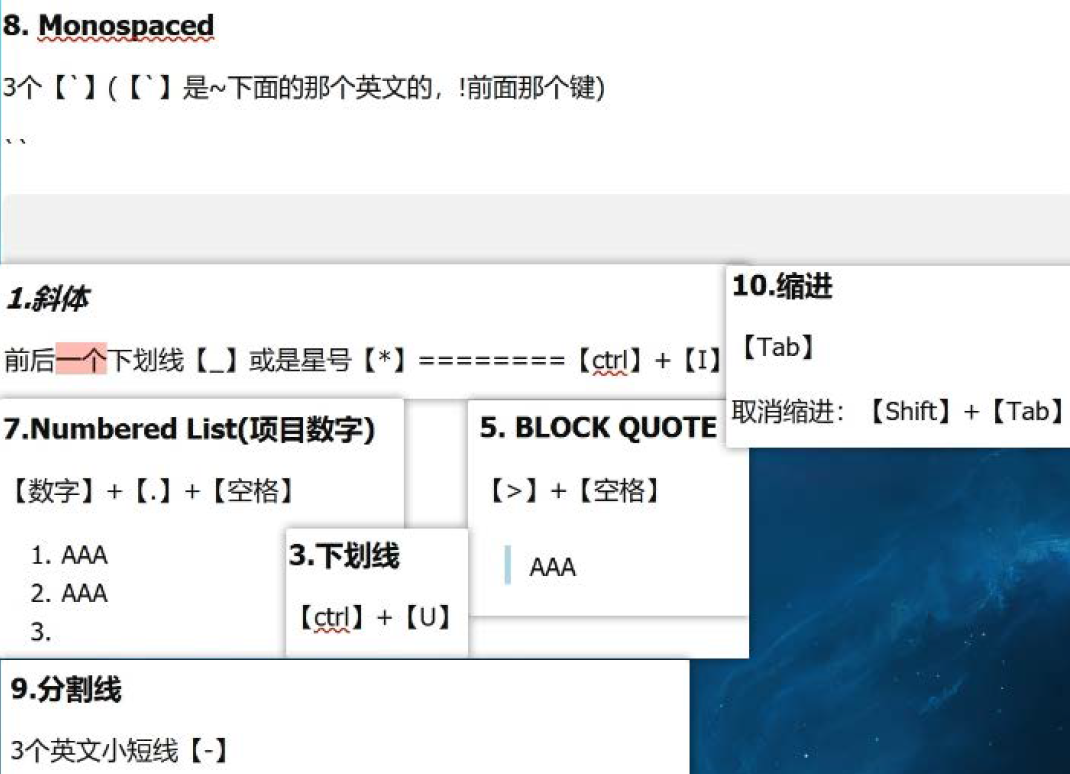 8. Monospaced
3个【`】(【`】是~下面的那个英文的，!前面那个键)
``
1.斜体
前后一个下划线【_】或是星号【*】========【ctrl】+【I】
10.缩进
【Tab】
取消缩进：【Shift】+【Tab】
7.Numbered List(项目数字)
【数字】+【.】+【空格】
1. AAA
2. AAA
3.
5. BLOCK QUOTE
【>】+【空格】
AAA
3.下划线
【ctrl】+【U】
9.分割线
3个英文小短线【-】